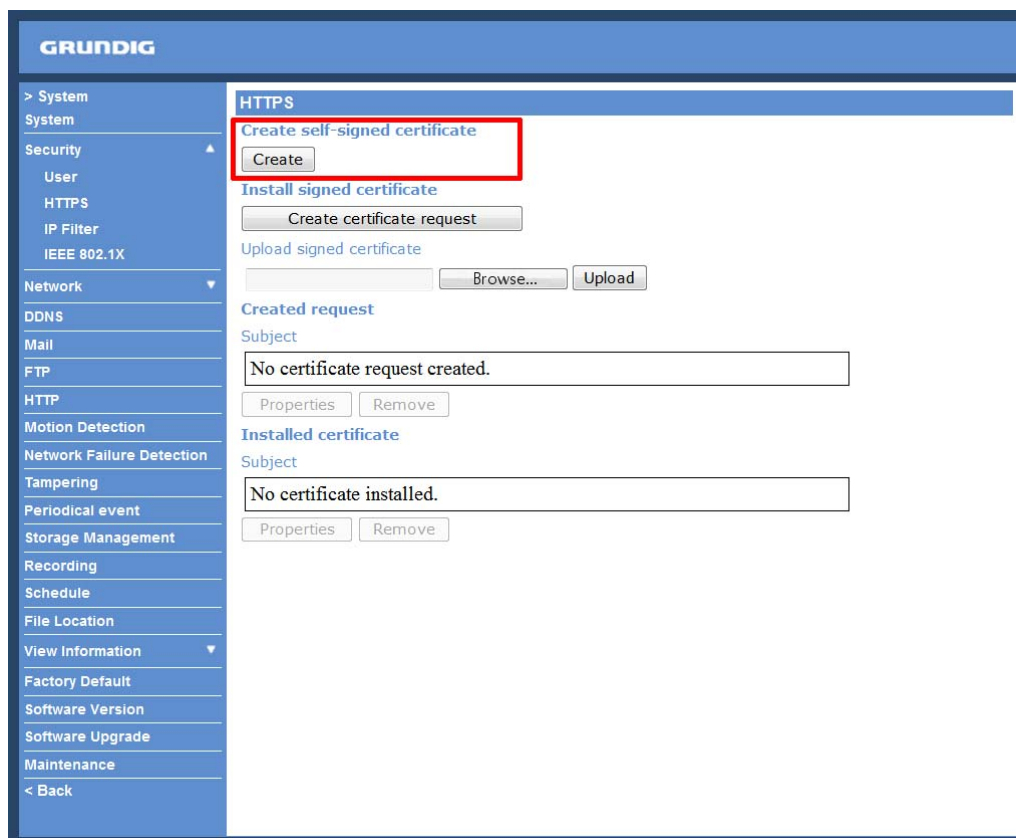 GRUNDIG
> System
System
Security
User
HTTPS
IP Filter
IEEE 802.1X
Network
DDNS
Mail
FTP
HTTP
Motion Detection
Network Failure Detection
Tampering
Periodical event
Storage Management
Recording
Schedule
File Location
View Information
Factory Default
Software Version
Software Upgrade
Maintenance
< Back
HTTPS
Create self-signed certificate
Create
Install signed certificate
Create certificate request
Upload signed certificate
Browse... Upload
Created request
Subject
No certificate request created.
Properties Remove
Installed certificate
Subject
No certificate installed.
Properties Remove